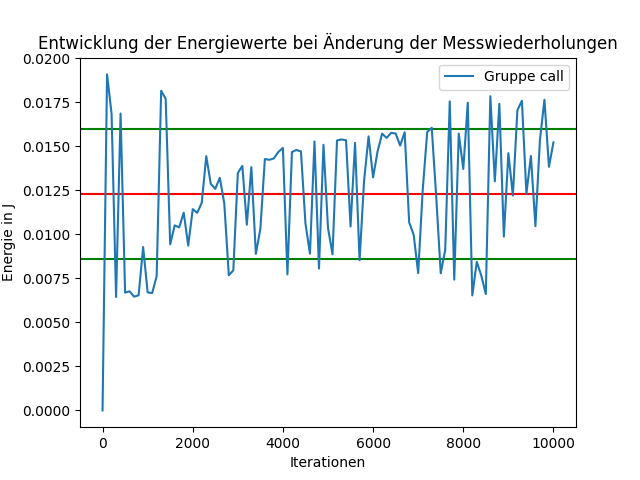 Entwicklung der Energiewerte bei Änderung der Messwiederholungen
Gruppe call
Energie in J
0.0200
0.0175
0.0150
0.0125
0.0100
0.0075
0.0050
0.0025
0.0000
0 2000 4000 6000 8000 10000
Iterationen